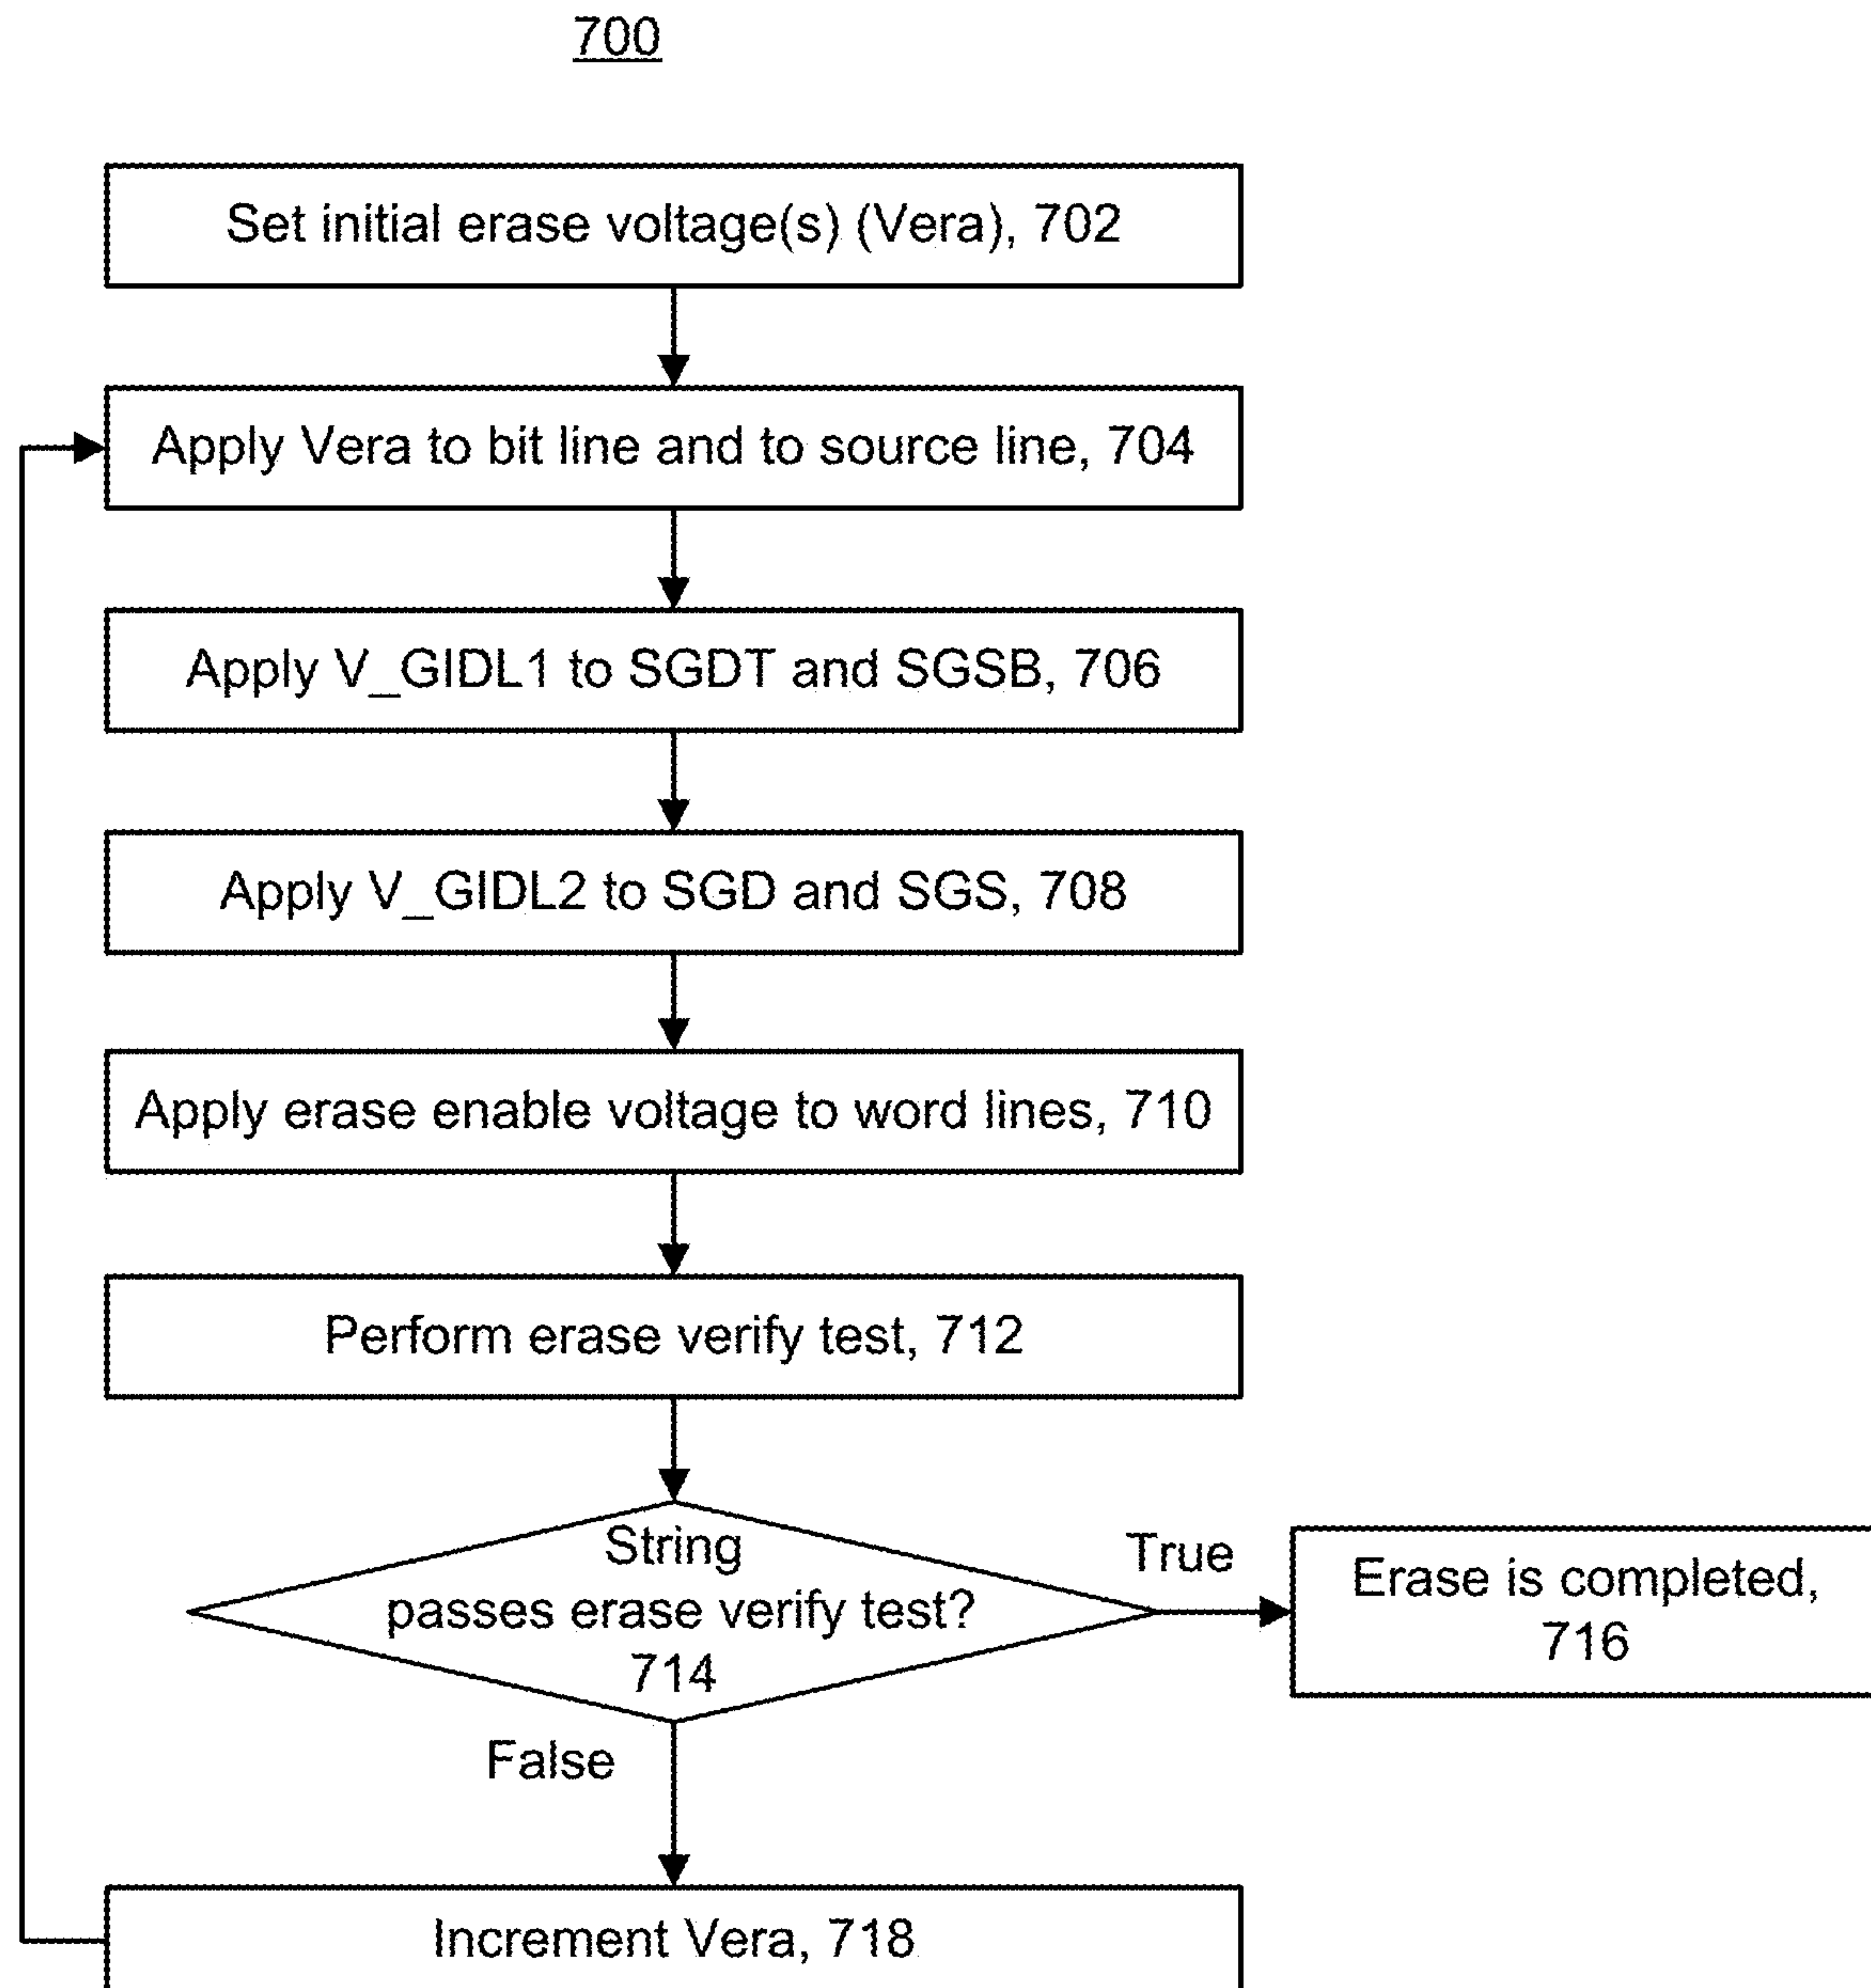 700
Set initial erase voltage(s) (Vera), 702
Apply Vera to bit line and to source line, 704
Apply V_GIDL1 to SGDT and SGSB, 706
Apply V_GIDL2 to SGD and SGS, 708
Apply erase enable voltage to word lines, 710
Perform erase verify test, 712
String
passes erase verify test?
714
True
Erase is completed,
716
False
Increment Vera, 718